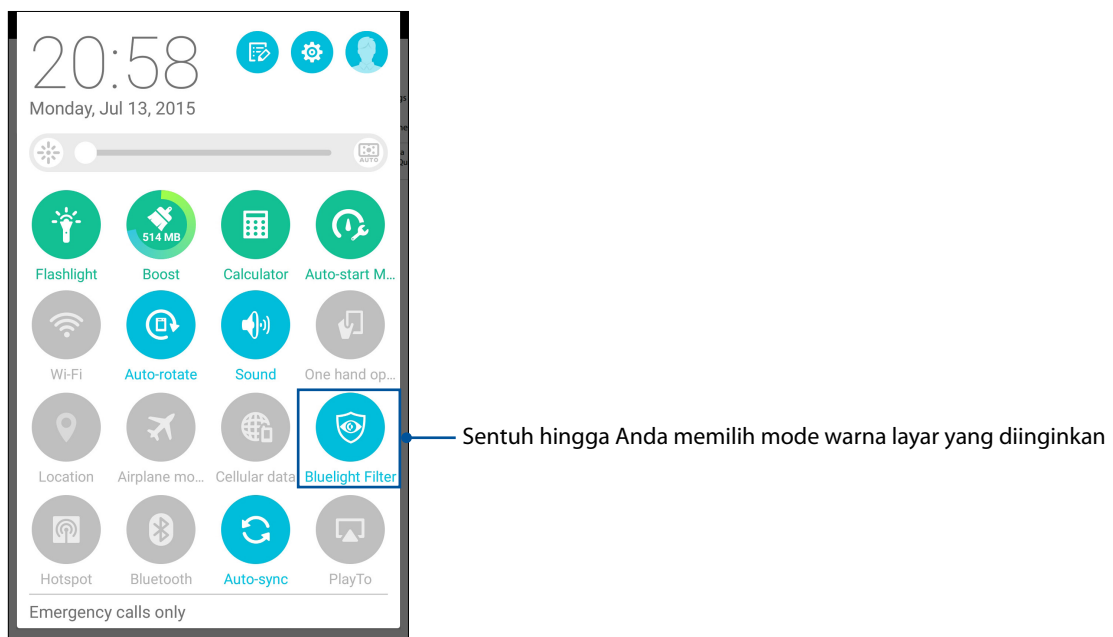 20:58
Monday, Jul 13, 2015
AUTO
514 MB
Flashlight Boost Calculator Auto-start M...
Wi-Fi Auto-rotate Sound One hand op...
Sentuh hingga Anda memilih mode warna layar yang diinginkan
Location Airplane mo... Cellular data Bluelight Filter
Hotspot Bluetooth Auto-sync PlayTo
Emergency calls only